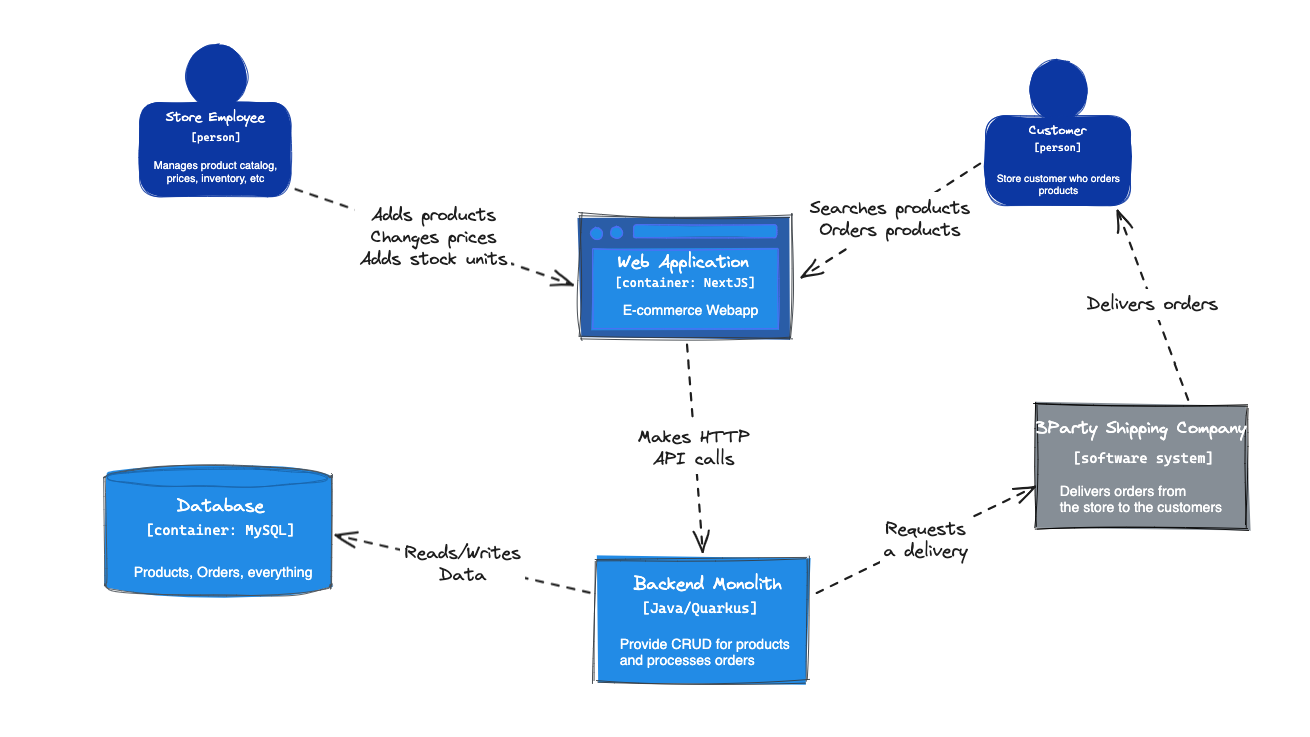 Store Employee
[person]
Manages product catalog,
prices, inventory, etc
Customer
[person]
Store customer who orders
products
Adds products
Changes prices
Adds stock units
Searches products
Orders products
Web Application
[container: NextJS]
E-commerce Webapp
Delivers orders
Makes HTTP
API calls
3Party Shipping Company
[software system]
Delivers orders from
the store to the customers
Database
[container: MySQL]
Products, Orders, everything
Reads/Writes
Data
Requests
a delivery
Backend Monolith
[Java/Quarkus]
Provide CRUD for products
and processes orders